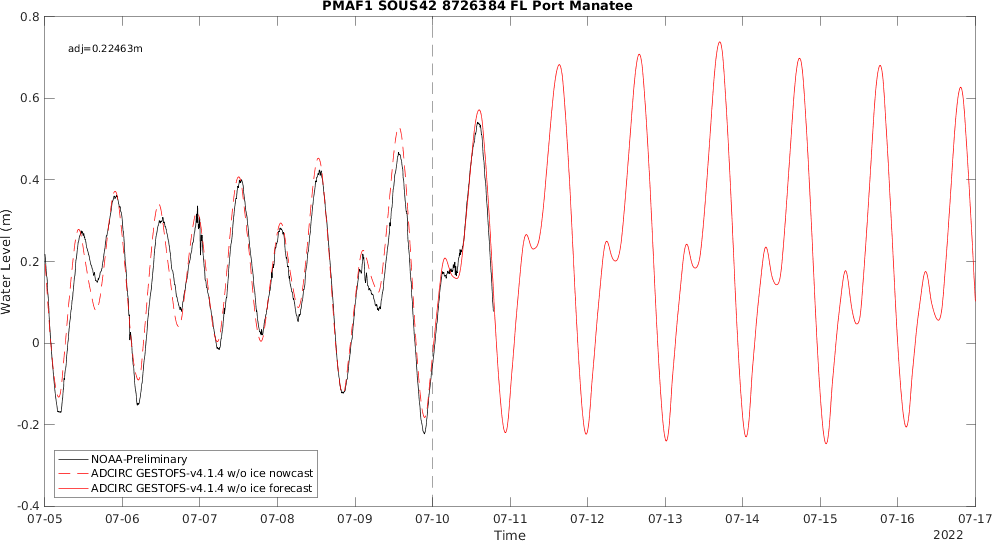 PMAF1 SOUS42 8726384 FL Port Manatee
0.8
adj=0.22463m
0.6
0.4
0.2
0
-0.2
-0.4
Water Level (m)
NOAA-Preliminary
ADCIRC GESTOFS-v4.1.4 w/o ice nowcast
ADCIRC GESTOFS-v4.1.4 w/o ice forecast
07-05 07-06 07-07 07-08 07-09 07-10 07-11 07-12 07-13 07-14 07-15 07-16 07-17
Time
2022